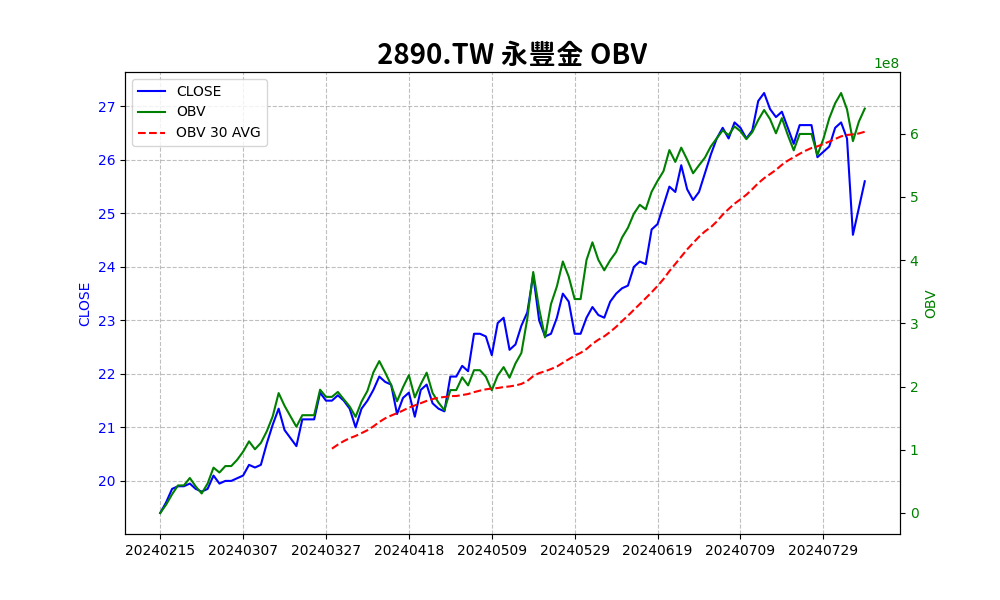 2890.TW 永豐金 OBV
1e8
CLOSE
OBV
OBV 30 AVG
27
26
25
24
23
22
21
20
CLOSE
6
5
4
3
2
1
0
OBV
20240215 20240307 20240327 20240418 20240509 20240529 20240619 20240709 20240729